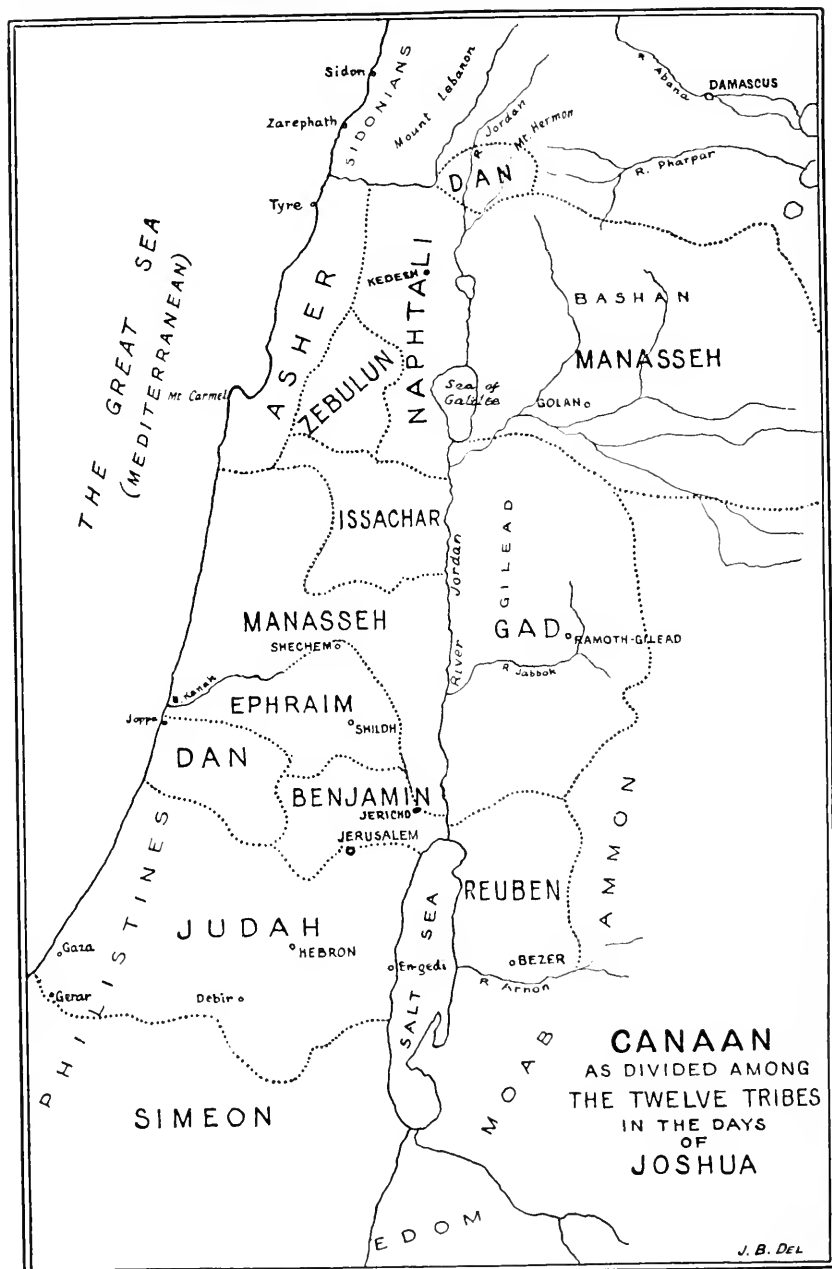 Sidon
SIDONIANS
Mount Lebanon
R. Abana
DAMASCUS
Zarephath
R. Jordan
Mt. Hermon
DAN
R. Pharpar
Tyre
THE GREAT SEA
(MEDITERRANEAN)
ASHER
KEDESH
NAPHTALI
BASHAN
MANASSEH
ZEBULUN
Mt Carmel
Sea of
Galilee
GOLAN
ISSACHAR
River Jordan
GILEAD
GAD
RAMOTH-GILEAD
MANASSEH
SHECHEM
R. Jabbok
R. Kanah
EPHRAIM
SHILOH
Joppa
DAN
BENJAMIN
JERICHO
JERUSALEM
AMMON
PHILISTINES
REUBEN
JUDAH
SALT SEA
HEBRON
Gaza
En-gedi
BEZER
R. Arnon
Gerar
Debir
MOAB
SIMEON
EDOM
CANAAN
AS DIVIDED AMONG
THE TWELVE TRIBES
IN THE DAYS
OF
JOSHUA
J. B. DEL